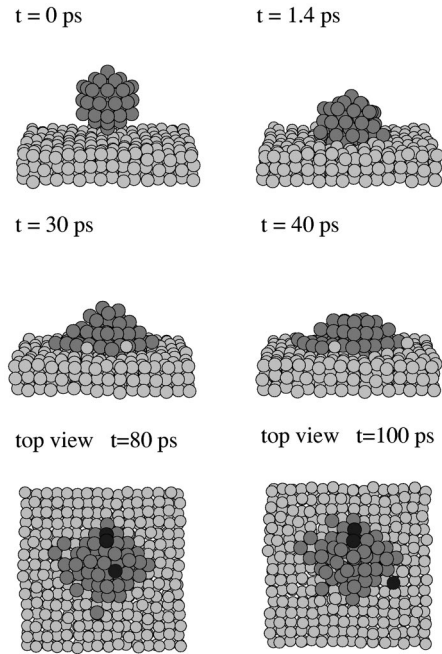 t = 0 ps
t = 1.4 ps
t = 30 ps
t = 40 ps
top view t=80 ps
top view t=100 ps